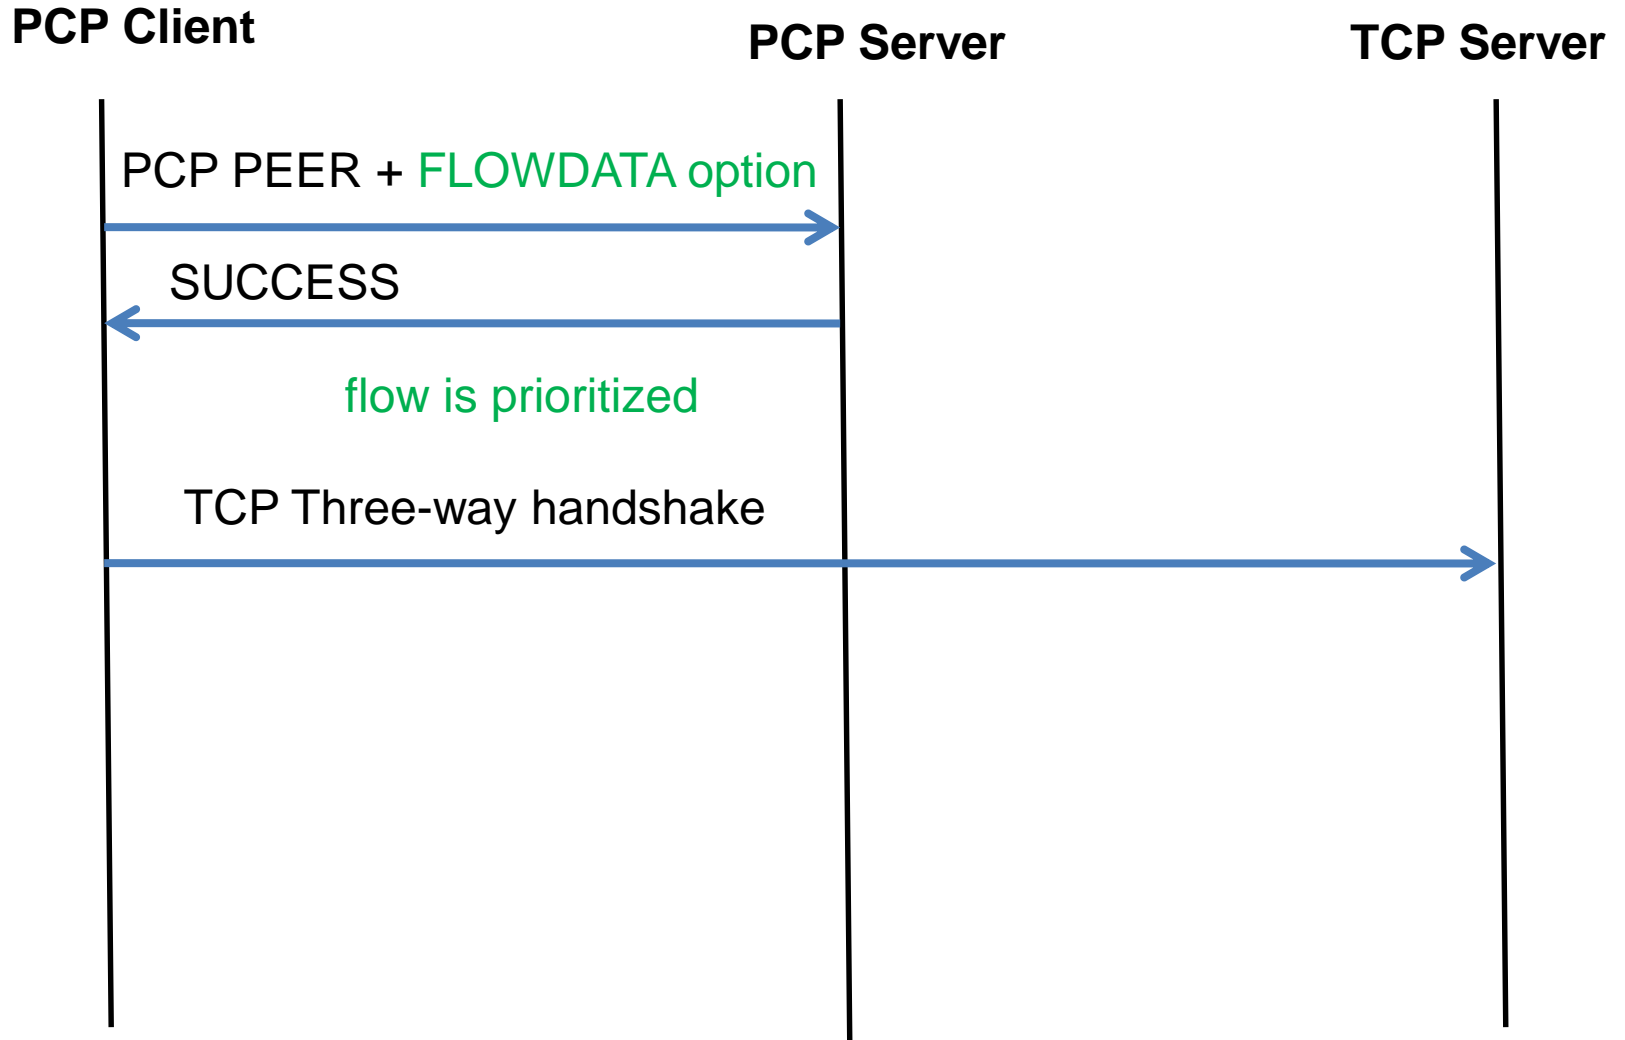 PCP Client
PCP Server
TCP Server
PCP PEER + FLOWDATA option
SUCCESS
flow is prioritized
TCP Three-way handshake